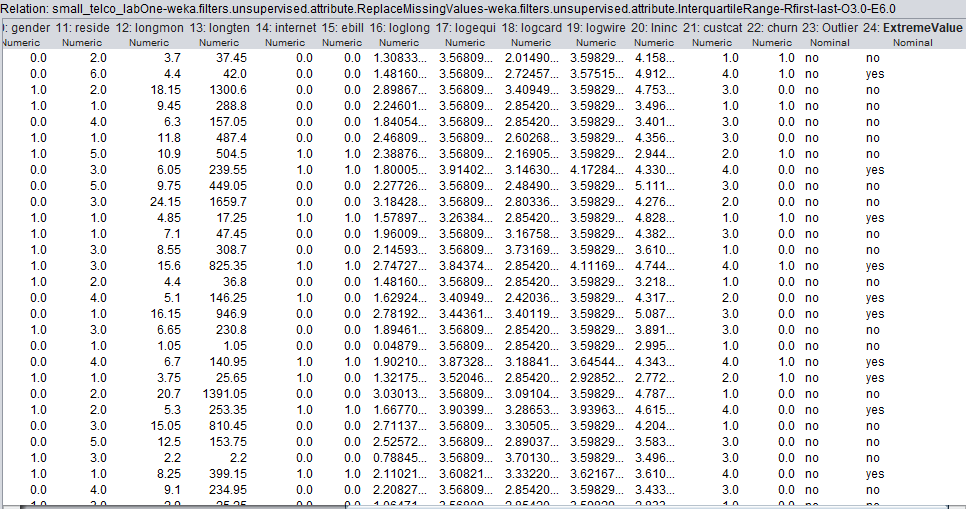 Relation: small_telco_labOne-weka.filters.unsupervised.attribute.ReplaceMissingValues-weka.filters.unsupervised.attribute.InterquartileRange-Rfirst-last-O3.0-E6.0
): gender 11: reside 12: longmon 13: longten 14: internet 15: ebill 16: loglong 17: logequi 18: logcard 19: logwire 20: lninc 21: custcat 22: churn 23: Outlier 24: ExtremeValue
Numeric Numeric Numeric Numeric Numeric Numeric Numeric Numeric Numeric Numeric Numeric Numeric Numeric Nominal Nominal
0.0 2.0 3.7 37.45 0.0 0.0 1.30833... 3.56809... 2.01490... 3.59829... 4.158... 1.0 1.0 no no
0.0 6.0 4.4 42.0 0.0 0.0 1.48160... 3.56809... 2.72457... 3.57515... 4.912... 4.0 1.0 no yes
1.0 2.0 18.15 1300.6 0.0 0.0 2.89867... 3.56809... 3.40949... 3.59829... 4.753... 3.0 0.0 no no
1.0 1.0 9.45 288.8 0.0 0.0 2.24601... 3.56809... 2.85420... 3.59829... 3.496... 1.0 1.0 no no
0.0 4.0 6.3 157.05 0.0 0.0 1.84054... 3.56809... 2.85420... 3.59829... 3.401... 3.0 0.0 no no
1.0 1.0 11.8 487.4 0.0 0.0 2.46809... 3.56809... 2.60268... 3.59829... 4.356... 3.0 0.0 no no
1.0 5.0 10.9 504.5 1.0 1.0 2.38876... 3.56809... 2.16905... 3.59829... 2.944... 2.0 1.0 no no
0.0 3.0 6.05 239.55 1.0 1.0 1.80005... 3.91402... 3.14630... 4.17284... 4.330... 4.0 0.0 no yes
0.0 5.0 9.75 449.05 0.0 0.0 2.27726... 3.56809... 2.48490... 3.59829... 5.111... 3.0 0.0 no no
0.0 3.0 24.15 1659.7 0.0 0.0 3.18428... 3.56809... 2.80336... 3.59829... 4.276... 2.0 0.0 no no
1.0 1.0 4.85 17.25 1.0 0.0 1.57897... 3.26384... 2.85420... 3.59829... 4.828... 1.0 1.0 no yes
1.0 1.0 7.1 47.45 0.0 0.0 1.96009... 3.56809... 3.16758... 3.59829... 4.382... 3.0 0.0 no no
1.0 3.0 8.55 308.7 0.0 0.0 2.14593... 3.56809... 3.73169... 3.59829... 3.610... 1.0 0.0 no no
1.0 3.0 15.6 825.35 1.0 1.0 2.74727... 3.84374... 2.85420... 4.11169... 4.744... 4.0 1.0 no yes
1.0 2.0 4.4 36.8 0.0 0.0 1.48160... 3.56809... 2.85420... 3.59829... 3.218... 1.0 0.0 no no
0.0 4.0 5.1 146.25 1.0 0.0 1.62924... 3.40949... 2.42036... 3.59829... 4.317... 2.0 0.0 no yes
0.0 1.0 16.15 946.9 1.0 0.0 2.78192... 3.44361... 3.40119... 3.59829... 5.087... 3.0 0.0 no yes
1.0 3.0 6.65 230.8 0.0 0.0 1.89461... 3.56809... 2.85420... 3.59829... 3.891... 3.0 0.0 no no
0.0 1.0 1.05 1.05 0.0 0.0 0.04879... 3.56809... 2.85420... 3.59829... 2.995... 1.0 0.0 no no
0.0 4.0 6.7 140.95 1.0 1.0 1.90210... 3.87328... 3.18841... 3.64544... 4.343... 4.0 1.0 no yes
1.0 1.0 3.75 25.65 1.0 0.0 1.32175... 3.52046... 2.85420... 2.92852... 2.772... 2.0 1.0 no yes
0.0 2.0 20.7 1391.05 0.0 0.0 3.03013... 3.56809... 3.09104... 3.59829... 4.787... 1.0 0.0 no no
1.0 2.0 5.3 253.35 1.0 1.0 1.66770... 3.90399... 3.28653... 3.93963... 4.615... 4.0 0.0 no yes
0.0 3.0 15.05 810.45 0.0 0.0 2.71137... 3.56809... 3.30505... 3.59829... 4.204... 1.0 0.0 no no
0.0 5.0 12.5 153.75 0.0 0.0 2.52572... 3.56809... 2.89037... 3.59829... 3.583... 3.0 0.0 no no
1.0 3.0 2.2 2.2 0.0 0.0 0.78845... 3.56809... 3.70130... 3.59829... 3.496... 3.0 0.0 no no
1.0 1.0 8.25 399.15 1.0 1.0 2.11021... 3.60821... 3.33220... 3.62167... 3.610... 4.0 0.0 no yes
0.0 4.0 9.1 234.95 0.0 0.0 2.20827... 3.56809... 2.85420... 3.59829... 3.433... 3.0 0.0 no no